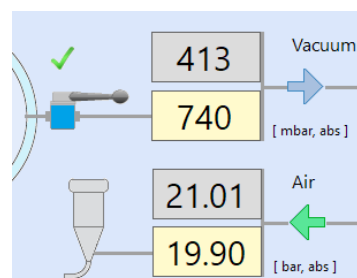 413
Vacuum
740
[ mbar, abs ]
21.01
Air
19.90
[ bar, abs ]